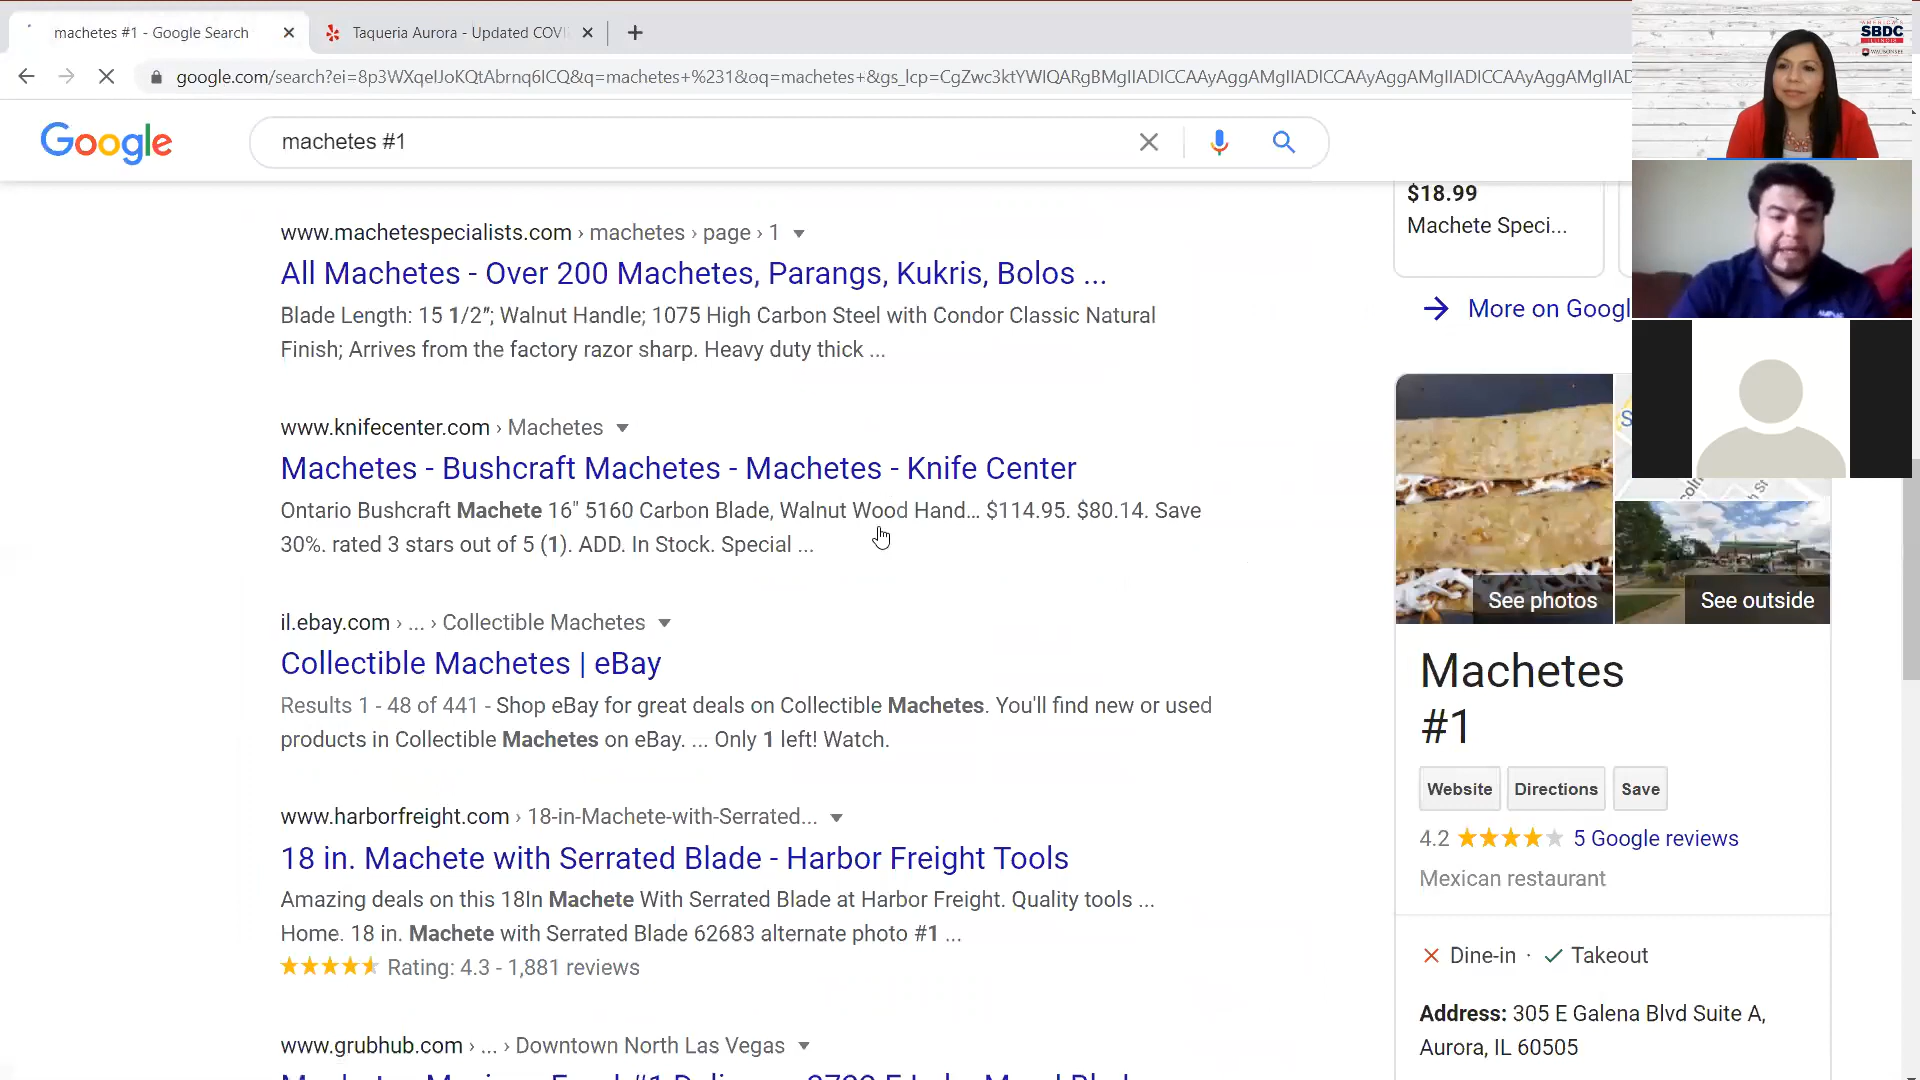 machetes #1 - Google Search
Taqueria Aurora - Updated COVI
google.com/search?ei=8p3WXqelJoKQtAbrnq6ICQ&q=machetes+%231&oq=machetes+&gs_lcp=CgZwc3ktYWIQARgBMgIIADICCAAyAggAMgIIADICCAAyAggAMgIIADICCAAyAggAMgIIAD
Google
machetes #1
AMERICA'S
SBDC
ILLINOIS
$18.99
Machete Speci...
More on Googl
www.machetespecialists.com › machetes › page › 1
All Machetes - Over 200 Machetes, Parangs, Kukris, Bolos ...
Blade Length: 15 1/2″; Walnut Handle; 1075 High Carbon Steel with Condor Classic Natural
Finish; Arrives from the factory razor sharp. Heavy duty thick ...
www.knifecenter.com › Machetes
Machetes - Bushcraft Machetes - Machetes - Knife Center
Ontario Bushcraft Machete 16" 5160 Carbon Blade, Walnut Wood Hand... $114.95. $80.14. Save
30%. rated 3 stars out of 5 (1). ADD. In Stock. Special ...
il.ebay.com › ... › Collectible Machetes
Collectible Machetes | eBay
Results 1 - 48 of 441 - Shop eBay for great deals on Collectible Machetes. You'll find new or used
products in Collectible Machetes on eBay. ... Only 1 left! Watch.
www.harborfreight.com › 18-in-Machete-with-Serrated...
18 in. Machete with Serrated Blade - Harbor Freight Tools
Amazing deals on this 18In Machete With Serrated Blade at Harbor Freight. Quality tools ...
Home. 18 in. Machete with Serrated Blade 62683 alternate photo #1 ...
Rating: 4.3 - 1,881 reviews
www.grubhub.com › ... › Downtown North Las Vegas
See photos
See outside
Machetes
#1
Website
Directions
Save
4.2
5 Google reviews
Mexican restaurant
Dine-in · Takeout
Address: 305 E Galena Blvd Suite A,
Aurora, IL 60505